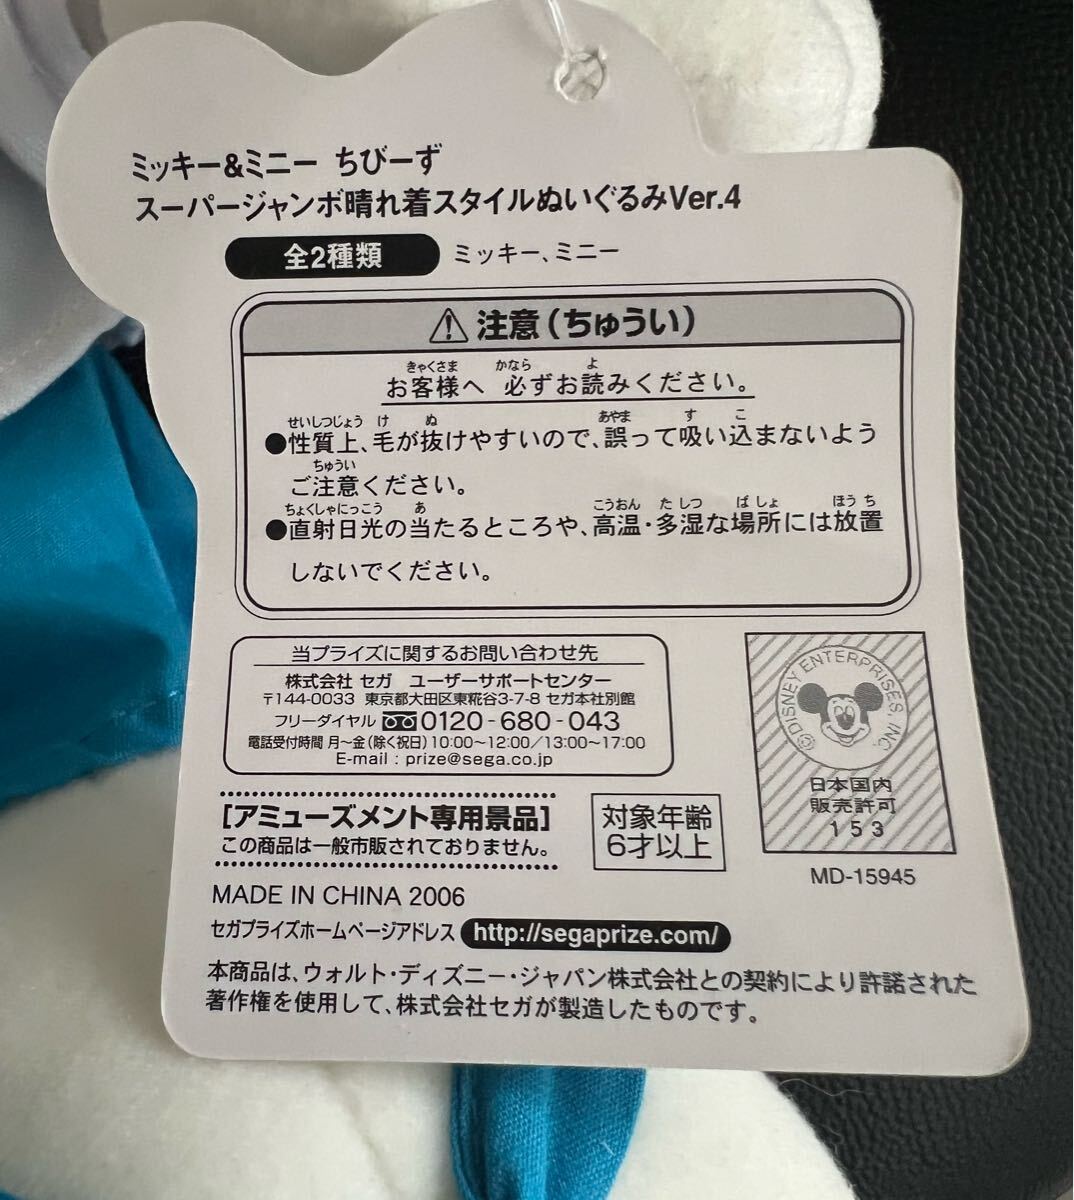 ミッキー&ミニー ちびーず
スーパージャンボ晴れ着スタイルぬいぐるみVer.4
全2種類 ミッキー、ミニー
注意(ちゅうい)
きゃくさま かなら よ
お客様へ 必ずお読みください。
せいしつじょう け ぬ あやま す こ
●性質上、毛が抜けやすいので、誤って吸い込まないよう
ちゅうい
ご注意ください。
ちょくしゃにっこう あ こうおん たしつ ばしょ ほうち
●直射日光の当たるところや、高温・多湿な場所には放置
しないでください。
当プライズに関するお問い合わせ先
株式会社 セガ ユーザーサポートセンター
〒144-0033 東京都大田区東糀谷3-7-8 セガ本社別館
フリーダイヤル 0120-680-043
電話受付時間 月~金(除く祝日)10:00~12:00/13:00~17:00
E-mail : prize@sega.co.jp
©DISNEY ENTERPRISES, INC.
日本国内
販売許可
153
MD-15945
[アミューズメント専用景品]
この商品は一般市販されておりません。
対象年齢
6才以上
MADE IN CHINA 2006
セガプライズホームページアドレス http://segaprize.com/
本商品は、ウォルト・ディズニー・ジャパン株式会社との契約により許諾された
著作権を使用して、株式会社セガが製造したものです。